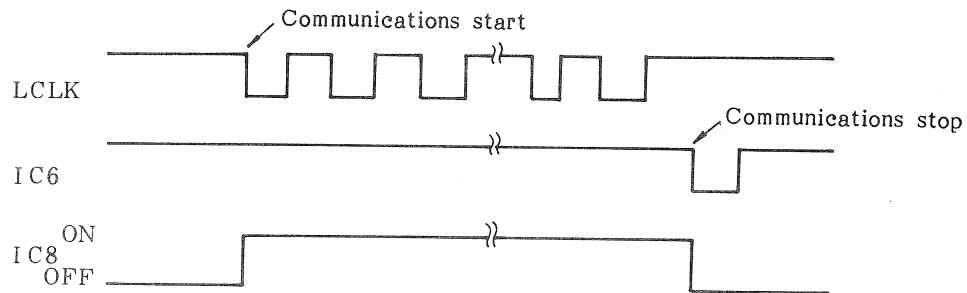 Communications start
LCLK
Communications stop
IC6
ON
IC8
OFF